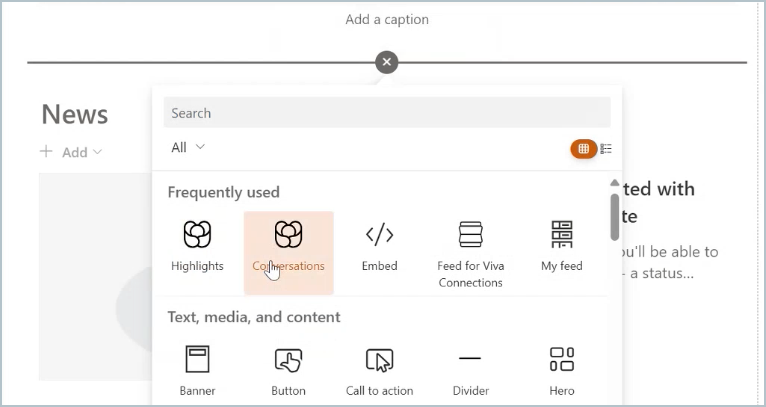 Add a caption
News
Add
Search
All
Frequently used
Highlights
Conversations
Embed
Feed for Viva
Connections
My feed
Text, media, and content
Banner
Button
Call to action
Divider
Hero
ted with
te
you'll be able to
- a status...